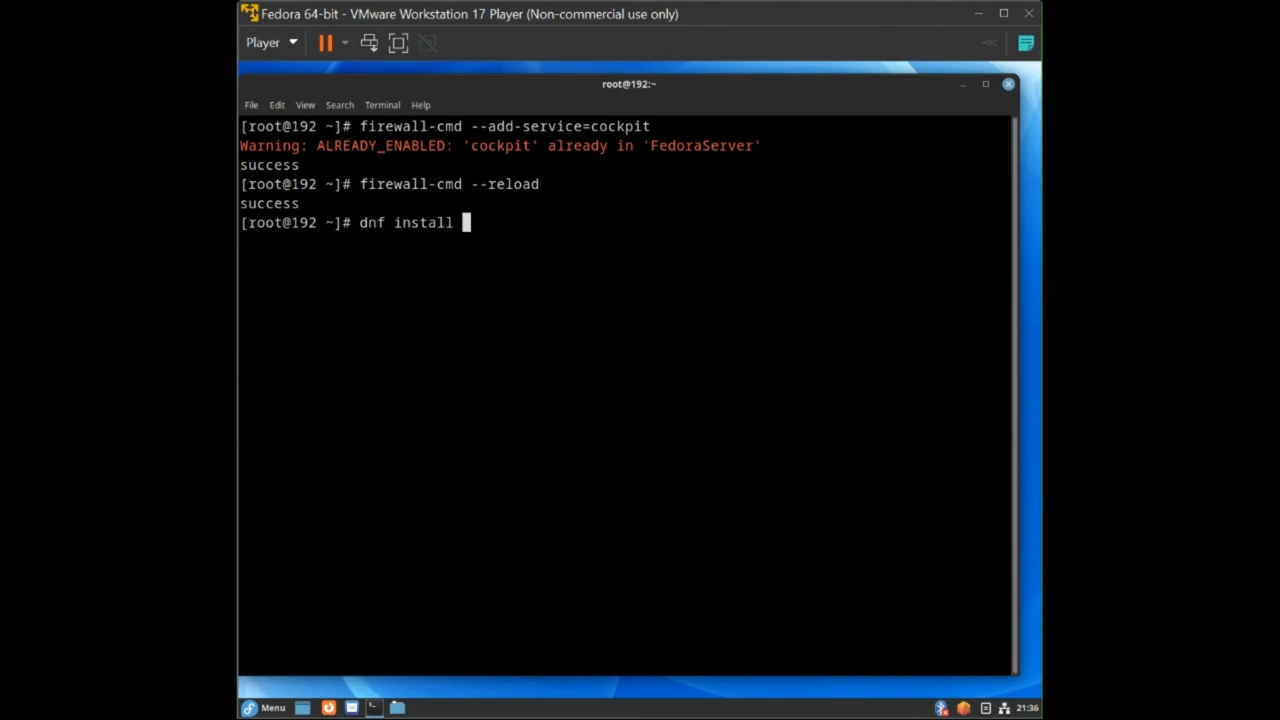 Fedora 64-bit - VMware Workstation 17 Player (Non-commercial use only)
Player
root@192:~
File Edit View Search Terminal Help
[root@192 ~]# firewall-cmd --add-service=cockpit
Warning: ALREADY_ENABLED: 'cockpit' already in 'FedoraServer'
success
[root@192 ~]# firewall-cmd --reload
success
[root@192 ~]# dnf install
Menu
21:36